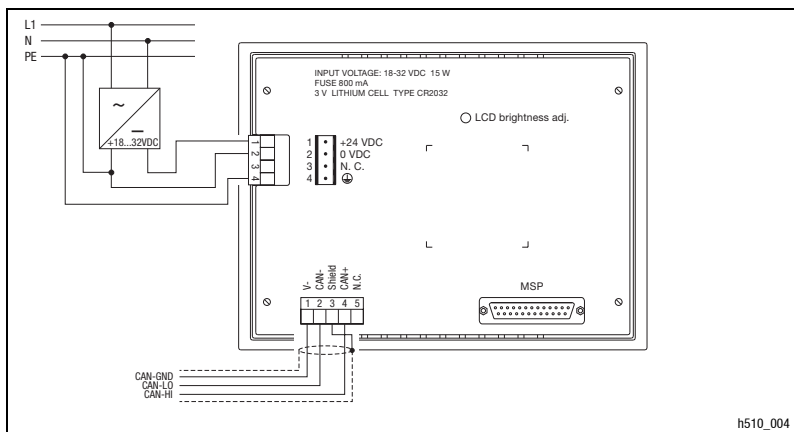 L1
N
PE
~
+18...32VDC
INPUT VOLTAGE: 18-32 VDC 15 W
FUSE 800 mA
3 V LITHIUM CELL TYPE CR2032
LCD brightness adj.
1
2
3
4
1 +24 VDC
2 0 VDC
3 N. C.
4
V-
CAN-
Shield
CAN+
N.C.
1 2 3 4 5
MSP
CAN-GND
CAN-LO
CAN-HI
h510_004